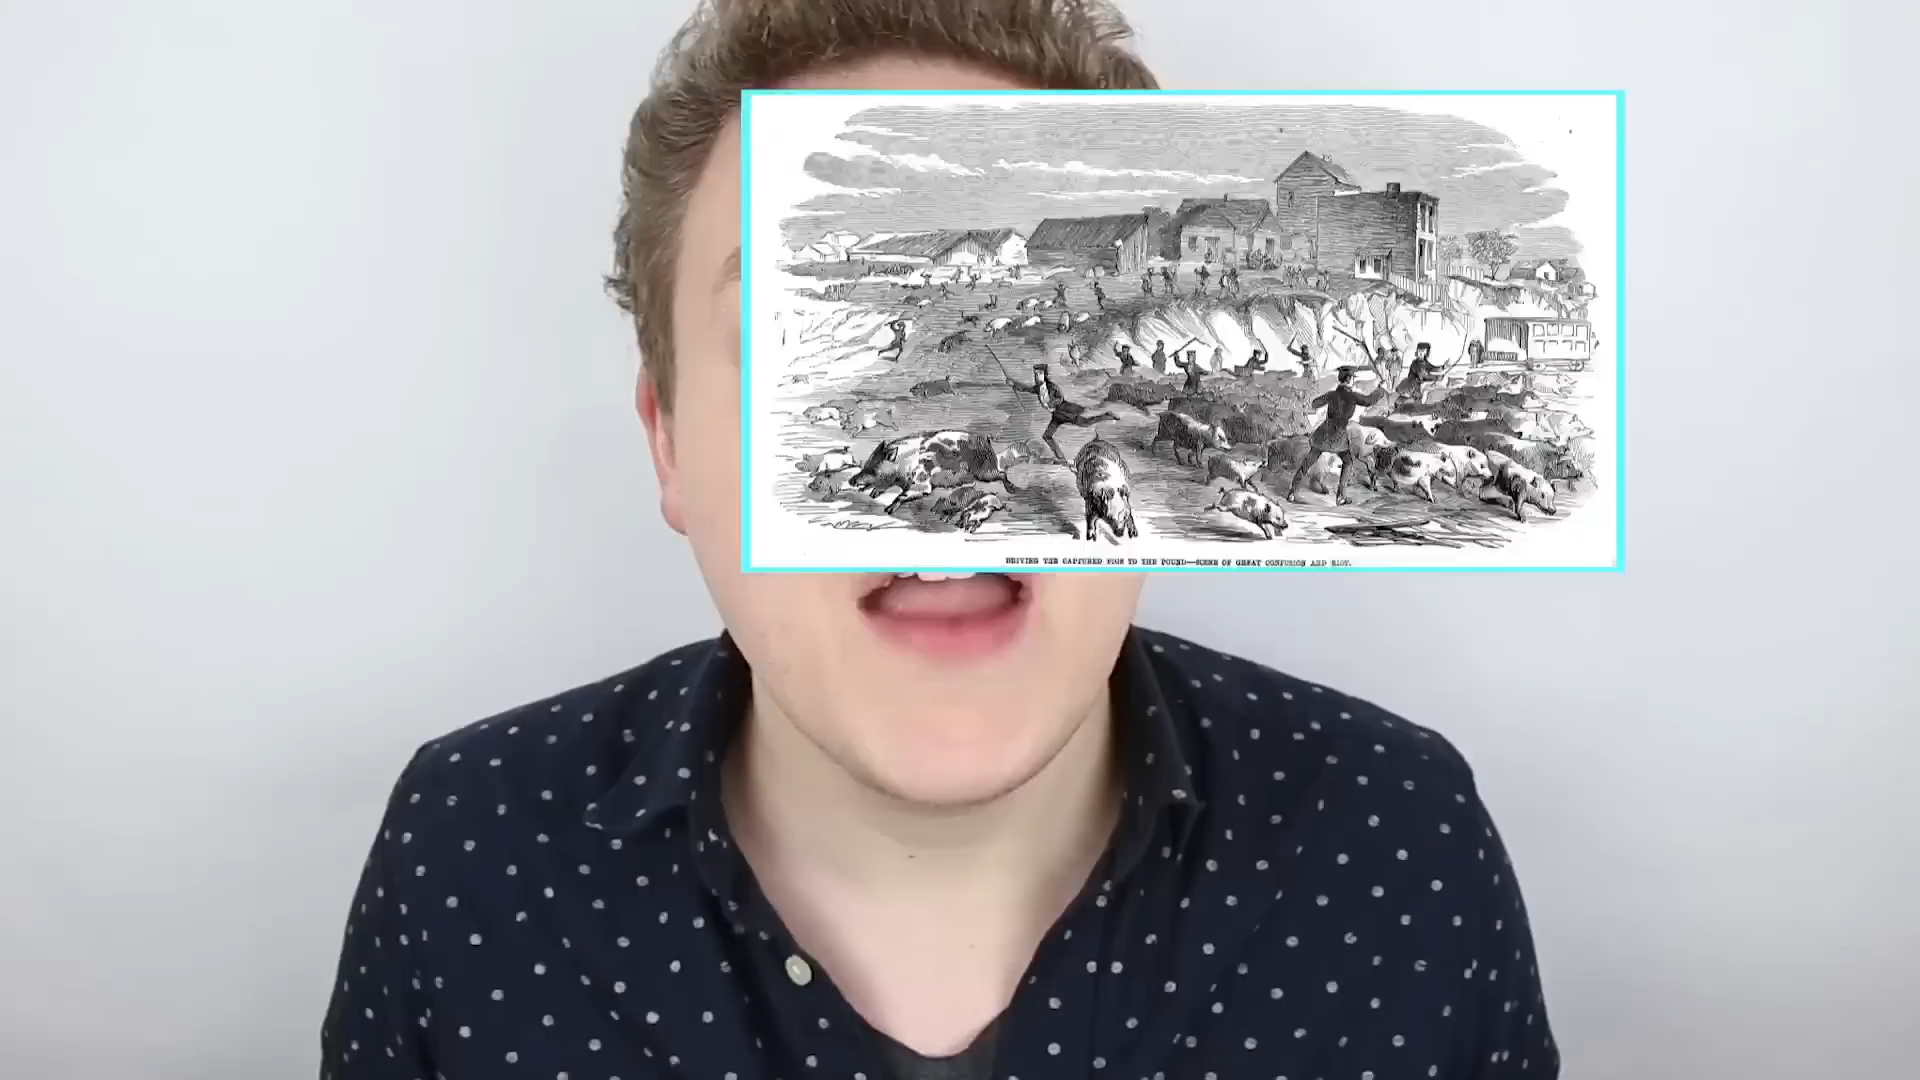 DRIVING THE CAPTURED PIGS TO THE POUND—SCENE OF GREAT CONFUSION AND RIOT.